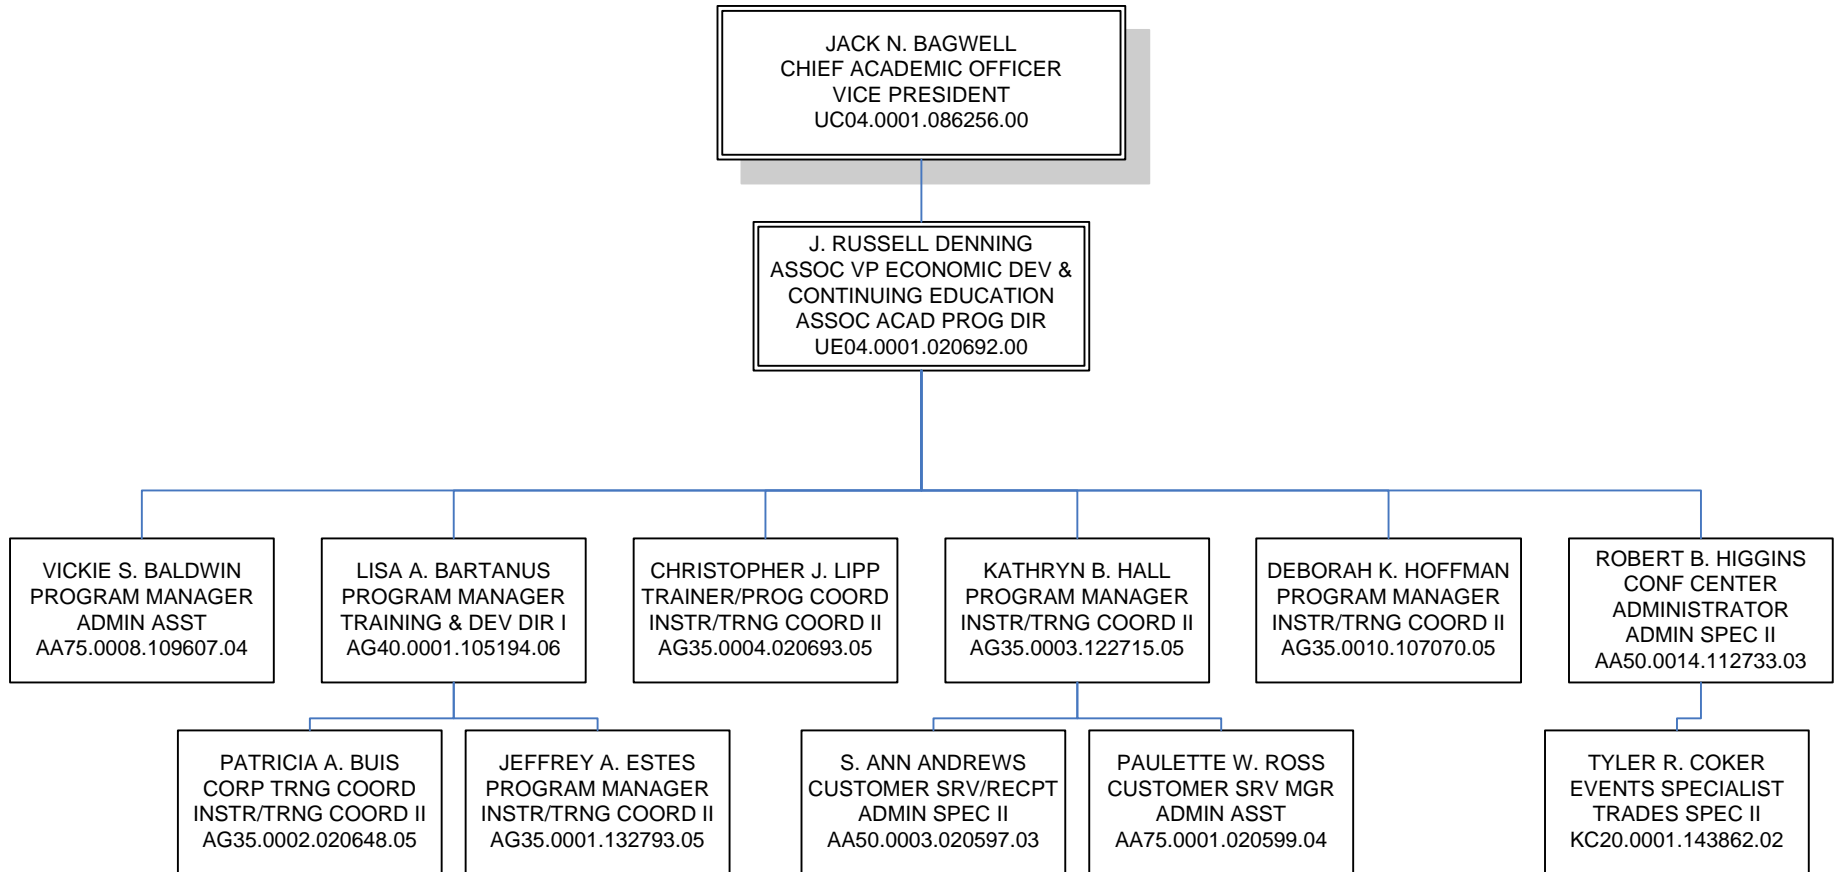 JACK N. BAGWELL
CHIEF ACADEMIC OFFICER
VICE PRESIDENT
UC04.0001.086256.00
J. RUSSELL DENNING
ASSOC VP ECONOMIC DEV &
CONTINUING EDUCATION
ASSOC ACAD PROG DIR
UE04.0001.020692.00
VICKIE S. BALDWIN
PROGRAM MANAGER
ADMIN ASST
AA75.0008.109607.04
LISA A. BARTANUS
PROGRAM MANAGER
TRAINING & DEV DIR I
AG40.0001.105194.06
CHRISTOPHER J. LIPP
TRAINER/PROG COORD
INSTR/TRNG COORD II
AG35.0004.020693.05
KATHRYN B. HALL
PROGRAM MANAGER
INSTR/TRNG COORD II
AG35.0003.122715.05
DEBORAH K. HOFFMAN
PROGRAM MANAGER
INSTR/TRNG COORD II
AG35.0010.107070.05
ROBERT B. HIGGINS
CONF CENTER
ADMINISTRATOR
ADMIN SPEC II
AA50.0014.112733.03
PATRICIA A. BUIS
CORP TRNG COORD
INSTR/TRNG COORD II
AG35.0002.020648.05
JEFFREY A. ESTES
PROGRAM MANAGER
INSTR/TRNG COORD II
AG35.0001.132793.05
S. ANN ANDREWS
CUSTOMER SRV/RECPT
ADMIN SPEC II
AA50.0003.020597.03
PAULETTE W. ROSS
CUSTOMER SRV MGR
ADMIN ASST
AA75.0001.020599.04
TYLER R. COKER
EVENTS SPECIALIST
TRADES SPEC II
KC20.0001.143862.02